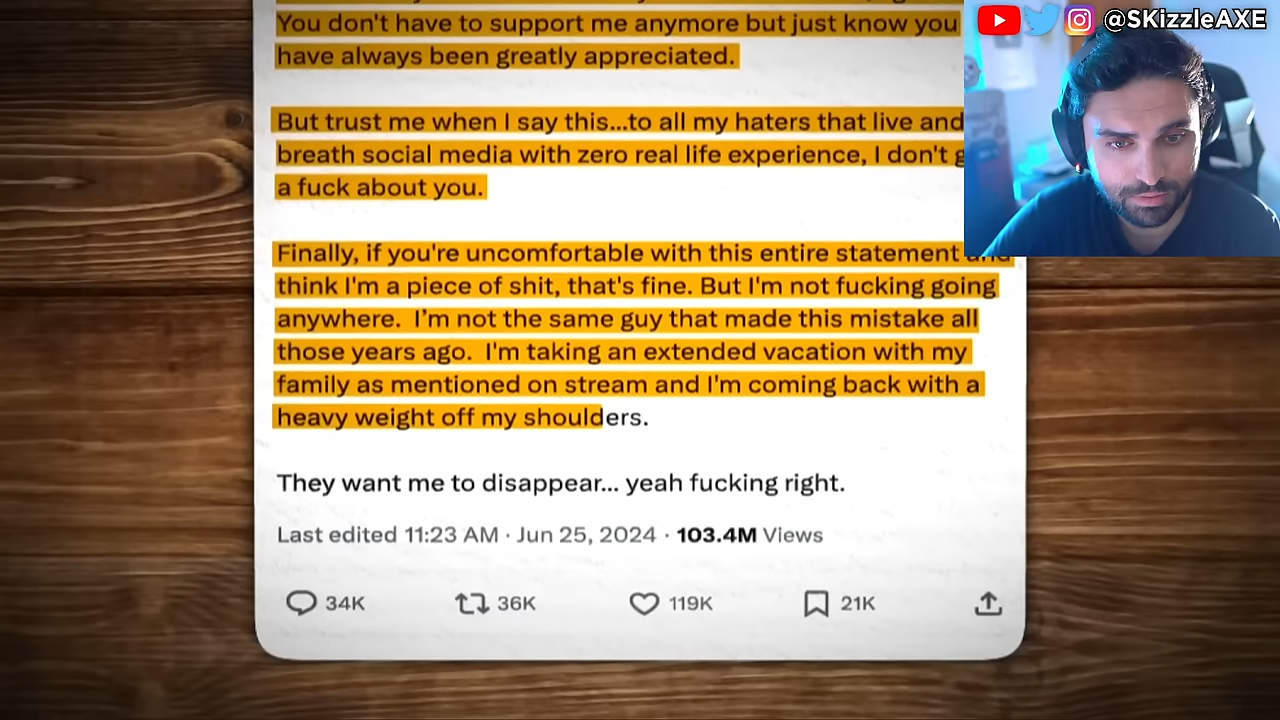 @SKizzleAXE
You don't have to support me anymore but just know you
have always been greatly appreciated.
But trust me when I say this...to all my haters that live and
breath social media with zero real life experience, I don't
a fuck about you.
Finally, if you're uncomfortable with this entire statement and
think I'm a piece of shit, that's fine. But I'm not fucking going
anywhere.  I'm not the same guy that made this mistake all
those years ago.  I'm taking an extended vacation with my
family as mentioned on stream and I'm coming back with a
heavy weight off my shoulders.
They want me to disappear... yeah fucking right.
Last edited 11:23 AM · Jun 25, 2024 · 103.4M Views
34K 36K 119K 21K